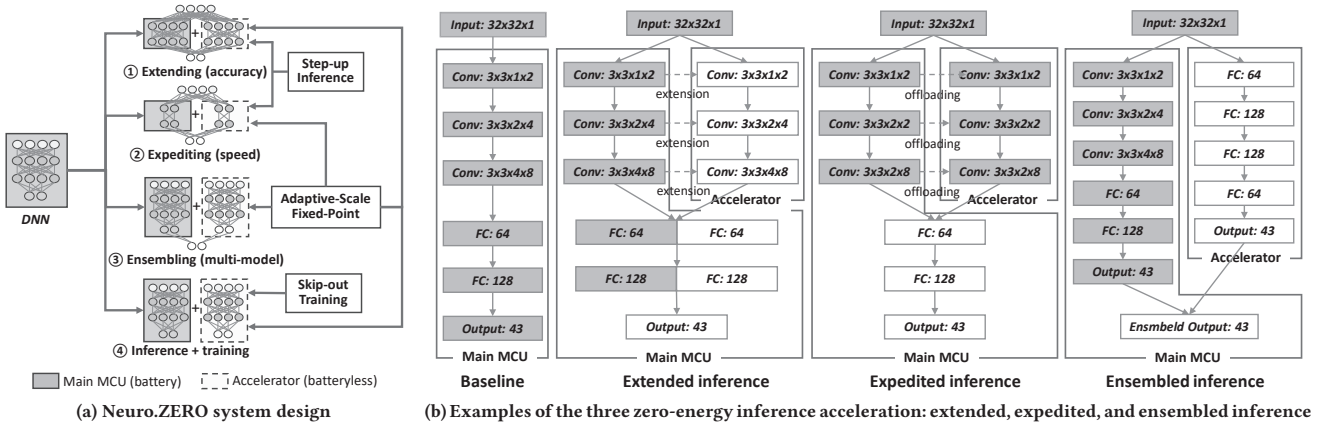 +
① Extending (accuracy)
Step-up
Inference
+
② Expediting (speed)
DNN
+
Adaptive-Scale
Fixed-Point
③ Ensembling (multi-model)
Skip-out
Training
+
④ Inference + training
Main MCU (battery)
Accelerator (batteryless)
(a) Neuro.ZERO system design
Input: 32x32x1
Conv: 3x3x1x2
Conv: 3x3x2x4
Conv: 3x3x4x8
FC: 64
FC: 128
Output: 43
Main MCU
Baseline
Input: 32x32x1
Conv: 3x3x1x2
Conv: 3x3x1x2
extension
Conv: 3x3x2x4
Conv: 3x3x2x4
extension
Conv: 3x3x4x8
Conv: 3x3x4x8
extension
Accelerator
FC: 64
FC: 64
FC: 128
FC: 128
Output: 43
Main MCU
Extended inference
Input: 32x32x1
Conv: 3x3x1x2
Conv: 3x3x1x2
offloading
Conv: 3x3x2x2
Conv: 3x3x2x2
offloading
Conv: 3x3x2x8
Conv: 3x3x2x8
offloading
Accelerator
FC: 64
FC: 128
Output: 43
Main MCU
Expedited inference
Input: 32x32x1
Conv: 3x3x1x2
Conv: 3x3x2x4
Conv: 3x3x4x8
FC: 64
FC: 128
Output: 43
FC: 64
FC: 128
FC: 128
FC: 64
Output: 43
Accelerator
Ensmbeld Output: 43
Main MCU
Ensembled inference
(b) Examples of the three zero-energy inference acceleration: extended, expedited, and ensembled inference